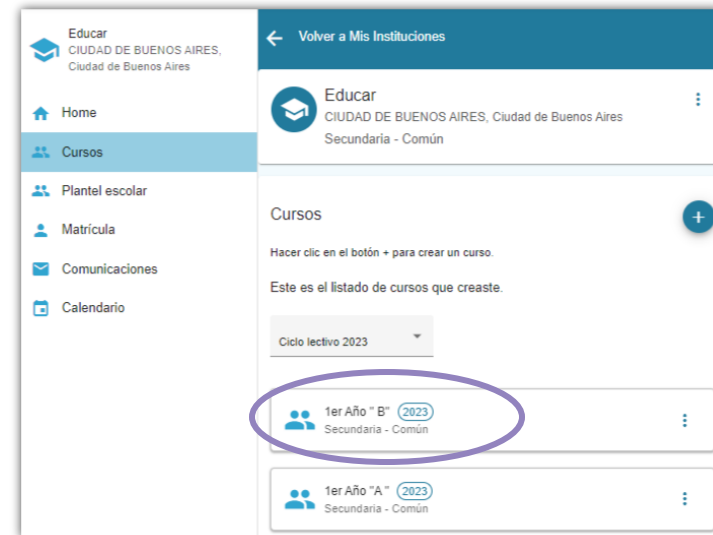 Educar
CIUDAD DE BUENOS AIRES,
Ciudad de Buenos Aires
Home
Cursos
Plantel escolar
Matrícula
Comunicaciones
Calendario
Volver a Mis Instituciones
Educar
CIUDAD DE BUENOS AIRES, Ciudad de Buenos Aires
Secundaria - Común
Cursos
Hacer clic en el botón + para crear un curso.
Este es el listado de cursos que creaste.
Ciclo lectivo 2023
1er Año " B" 2023
Secundaria - Común
1er Año "A " 2023
Secundaria - Común